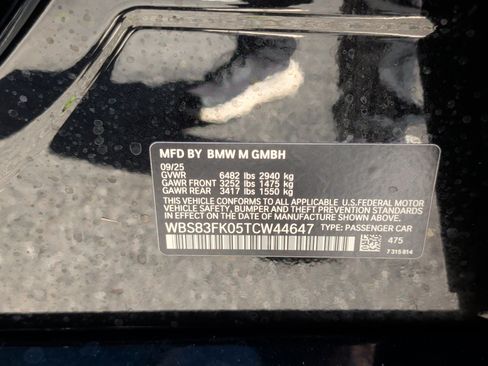 MFD BY BMW M GMBH
09/25
GVWR 6482 lbs 2940 kg
GAWR FRONT 3252 lbs 1475 kg
GAWR REAR 3417 lbs 1550 kg
THIS VEHICLE CONFORMS TO ALL APPLICABLE U.S.FEDERAL MOTOR
VEHICLE SAFETY, BUMPER, AND THEFT PREVENTION STANDARDS
IN EFFECT ON THE DATE OF MANUFACTURE SHOWN ABOVE.
WBS83FK05TCW44647 TYPE: PASSENGER CAR
475
7 315 814